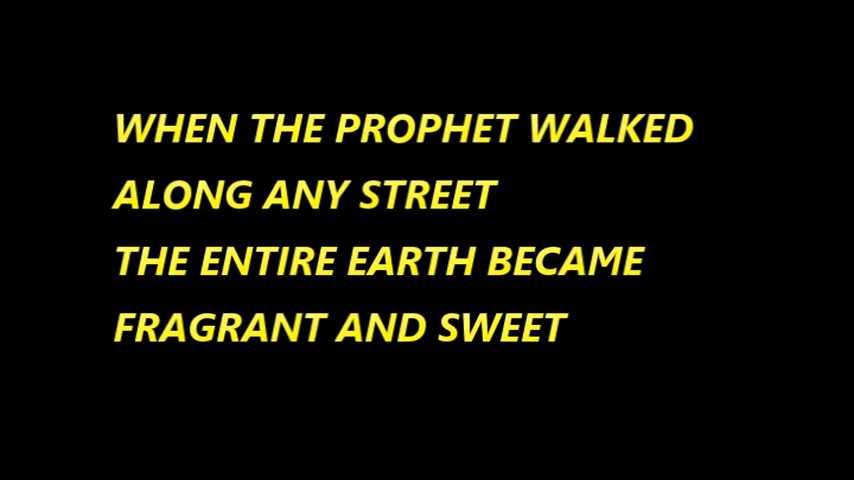 WHEN THE PROPHET WALKED
ALONG ANY STREET
THE ENTIRE EARTH BECAME
FRAGRANT AND SWEET